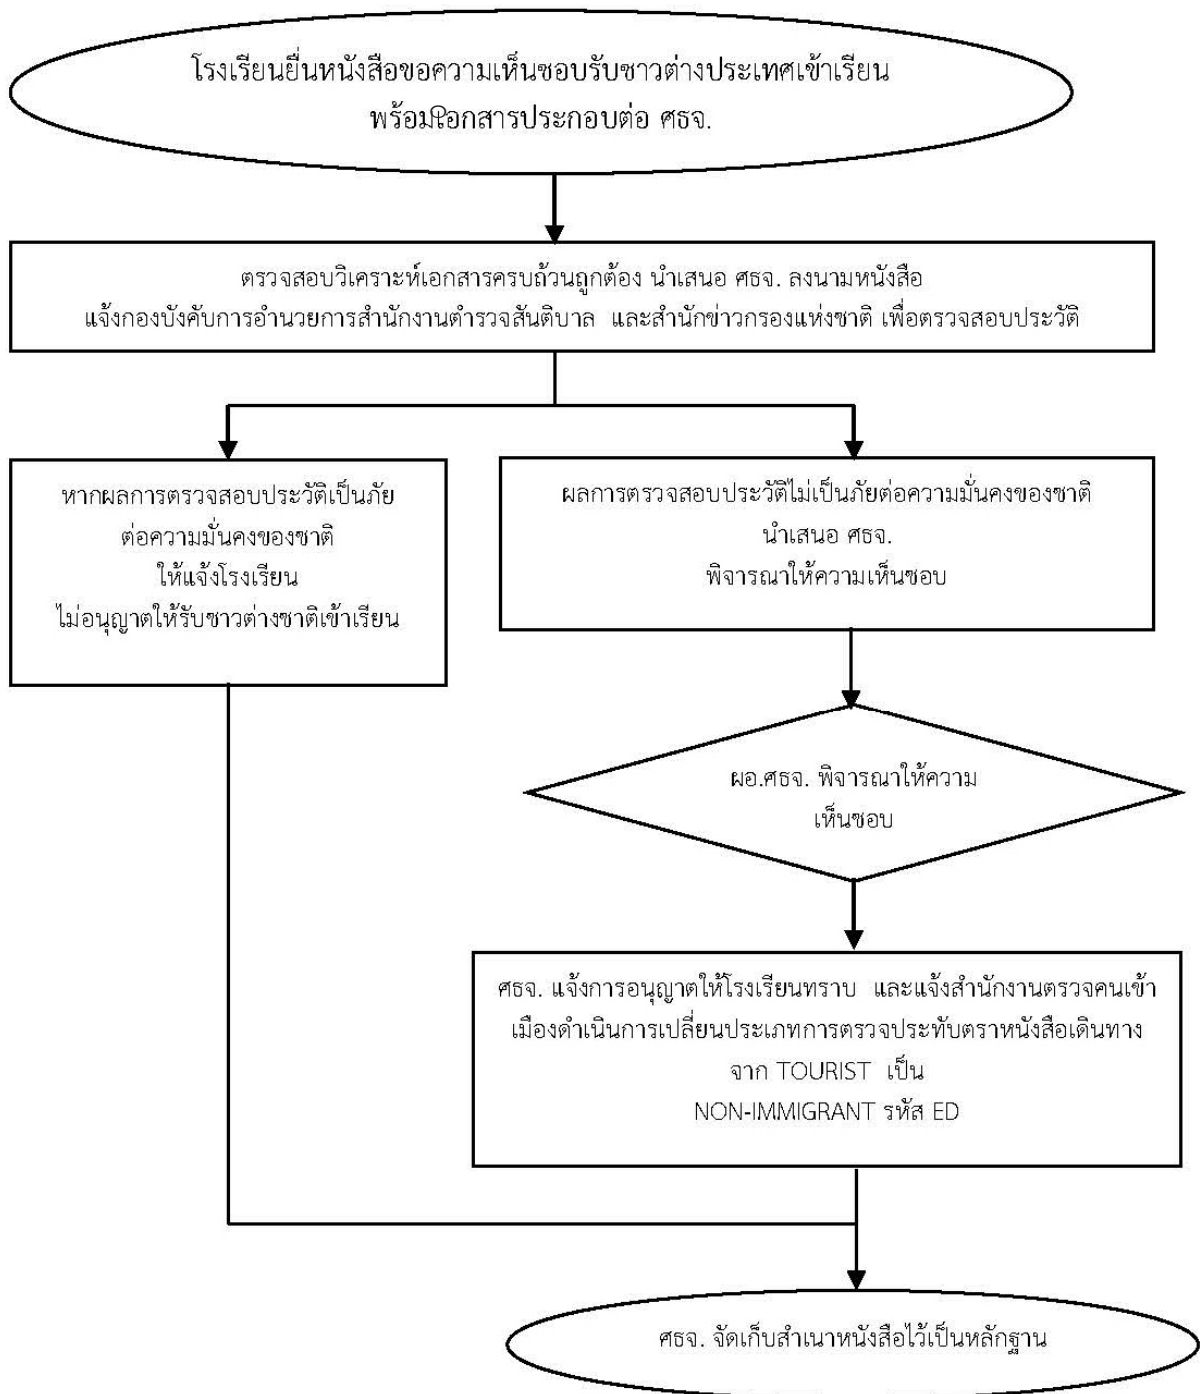 โรงเรียนยื่นหนังสือขอความเห็นชอบรับชาวต่างประเทศเข้าเรียน
พร้อมเอกสารประกอบต่อ ศธจ.
ตรวจสอบวิเคราะห์เอกสารครบถ้วนถูกต้อง นำเสนอ ศธจ. ลงนามหนังสือ
แจ้งกองบังคับการอำนวยการสำนักงานตำรวจสันติบาล และสำนักข่าวกรองแห่งชาติ เพื่อตรวจสอบประวัติ
หากผลการตรวจสอบประวัติเป็นภัย
ต่อความมั่นคงของชาติ
ให้แจ้งโรงเรียน
ไม่อนุญาตให้รับชาวต่างชาติเข้าเรียน
ผลการตรวจสอบประวัติไม่เป็นภัยต่อความมั่นคงของชาติ
นำเสนอ ศธจ.
พิจารณาให้ความเห็นชอบ
ผอ.ศธจ. พิจารณาให้ความ
เห็นชอบ
ศธจ. แจ้งการอนุญาตให้โรงเรียนทราบ และแจ้งสำนักงานตรวจคนเข้า
เมืองดำเนินการเปลี่ยนประเภทการตรวจประทับตราหนังสือเดินทาง
จาก TOURIST เป็น
NON-IMMIGRANT รหัส ED
ศธจ. จัดเก็บสำเนาหนังสือไว้เป็นหลักฐาน